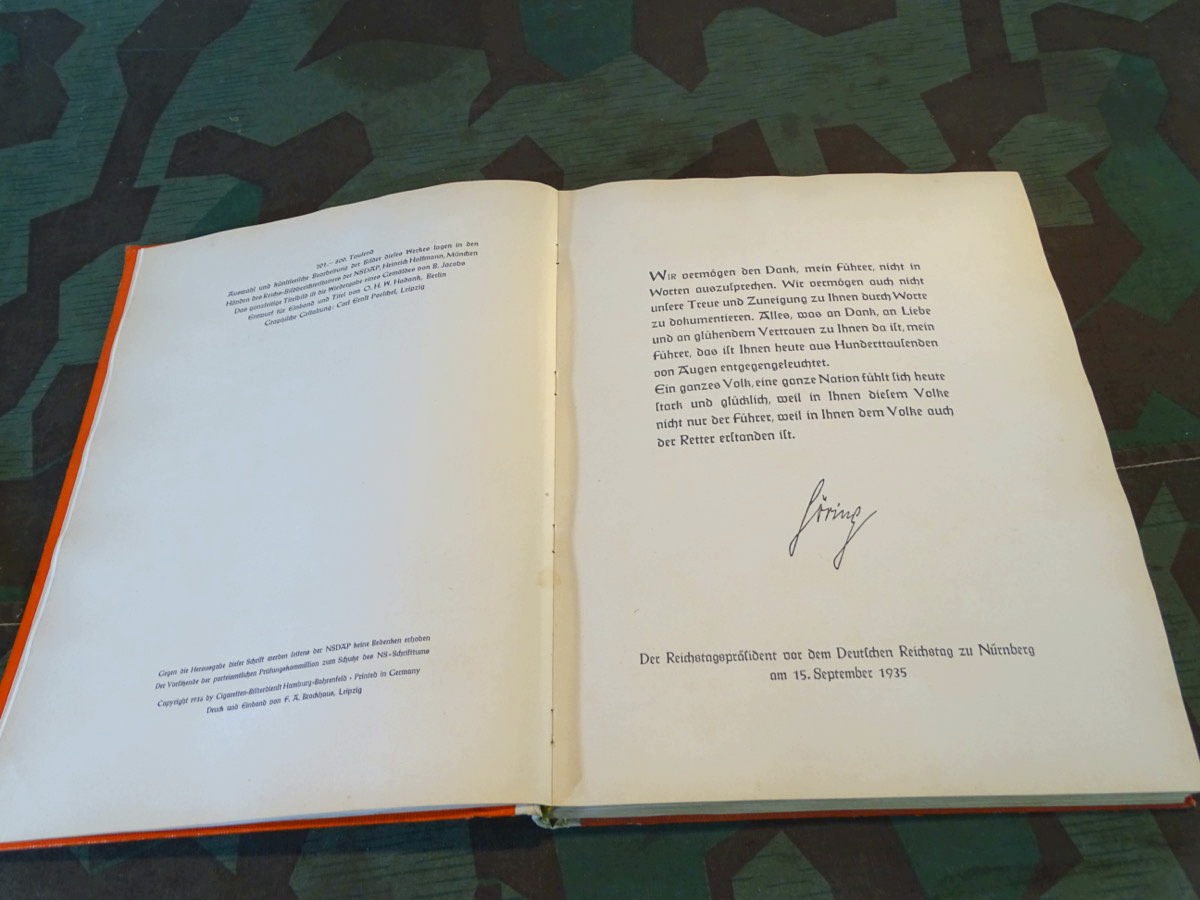 701.– 800. Tausend
Auswahl und künstlerische Bearbeitung der Bilder dieses Werkes lagen in den
Händen des Reichs-Bildberichterstatters der NSDAP, Heinrich Hoffmann, München
Das ganzseitige Titelbild ist die Wiedergabe eines Gemäldes von B. Jacobs
Entwurf für Einband und Titel von O. H. W. Hadank, Berlin
Graphische Gestaltung: Carl Ernst Poeschel, Leipzig
Gegen die Herausgabe dieser Schrift werden seitens der NSDAP keine Bedenken erhoben
Der Vorsitzende der parteiamtlichen Prüfungskommission zum Schutze des NS-Schrifttums
Copyright 1936 by Cigaretten-Bilderdienst Hamburg-Bahrenfeld · Printed in Germany
Druck und Einband von F. A. Brockhaus, Leipzig
WIR vermögen den Dank, mein Führer, nicht in
Worten auszusprechen. Wir vermögen auch nicht
unsere Treue und Zuneigung zu Ihnen durch Worte
zu dokumentieren. Alles, was an Dank, an Liebe
und an glühendem Vertrauen zu Ihnen da ist, mein
Führer, das ist Ihnen heute aus Hunderttausenden
von Augen entgegengeleuchtet.
Ein ganzes Volk, eine ganze Nation fühlt sich heute
stark und glücklich, weil in Ihnen diesem Volke
nicht nur der Führer, weil in Ihnen dem Volke auch
der Retter erstanden ist.
Göring
Der Reichstagspräsident vor dem Deutschen Reichstag zu Nürnberg
am 15. September 1935